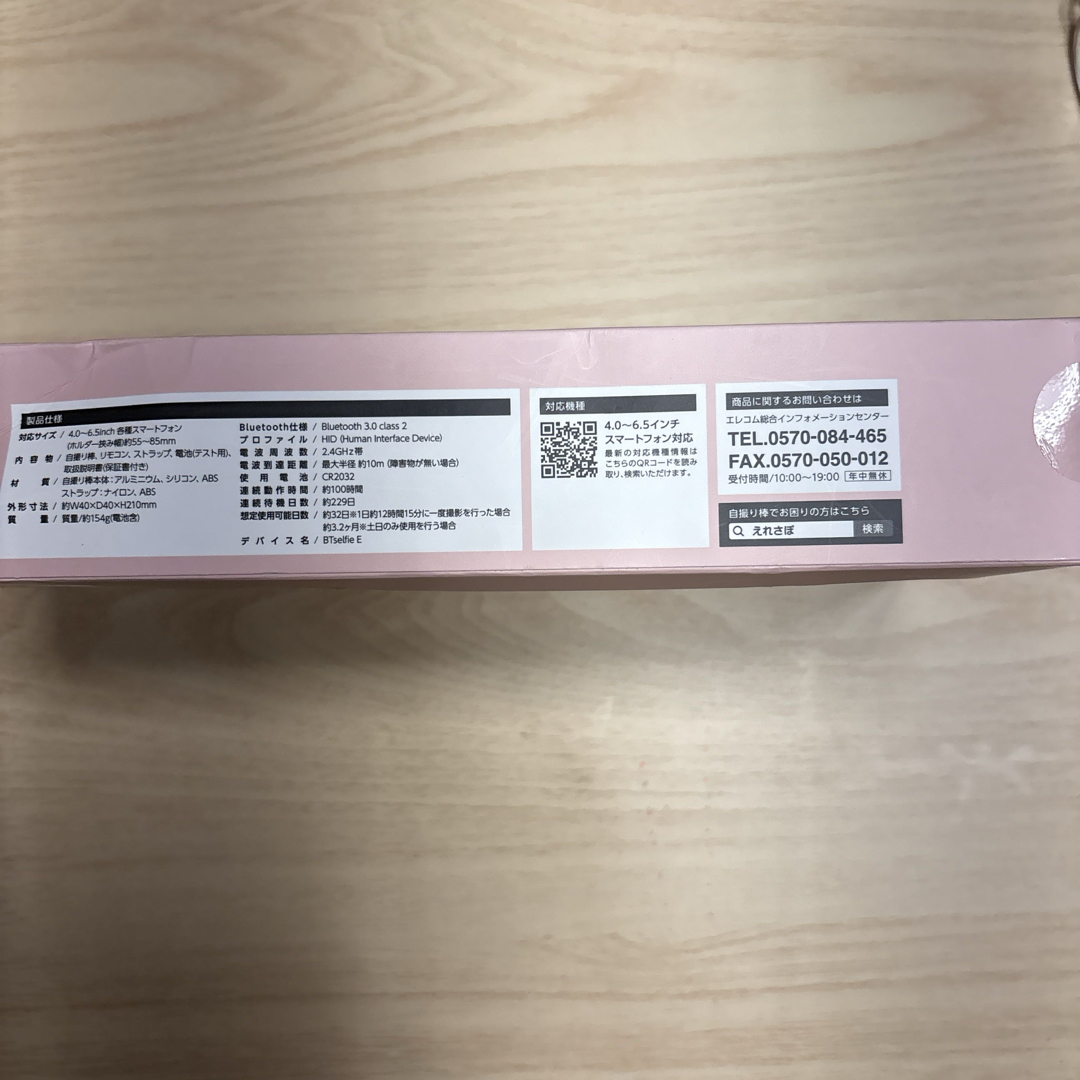 製品仕様
対応サイズ / 4.0~6.5inch 各種スマートフォン
(ホルダー挟み幅)約55~85mm
内容物 / 自撮り棒、リモコン、ストラップ、電池(テスト用)、
取扱説明書(保証書付き)
材質 / 自撮り棒本体:アルミニウム、シリコン、ABS
ストラップ:ナイロン、ABS
外形寸法 / 約W40×D40×H210mm
質量 / 質量/約154g(電池含)
Bluetooth仕様 / Bluetooth 3.0 class 2
プロファイル / HID (Human Interface Device)
電波周波数 / 2.4GHz帯
電波到達距離 / 最大半径 約10m (障害物が無い場合)
使用電池 / CR2032
連続動作時間 / 約100時間
連続待機日数 / 約229日
想定使用可能日数 / 約32日※1日約12時間15分に一度撮影を行った場合
約3.2ヶ月※土日のみ使用を行う場合
デバイス名 / BTselfie E
対応機種
4.0~6.5インチ
スマートフォン対応
最新の対応機種情報は
こちらのQRコードを読み
取り、検索いただけます。
商品に関するお問い合わせは
エレコム総合インフォメーションセンター
TEL.0570-084-465
FAX.0570-050-012
受付時間/10:00~19:00 年中無休
自撮り棒でお困りの方はこちら
えれさぽ 検索